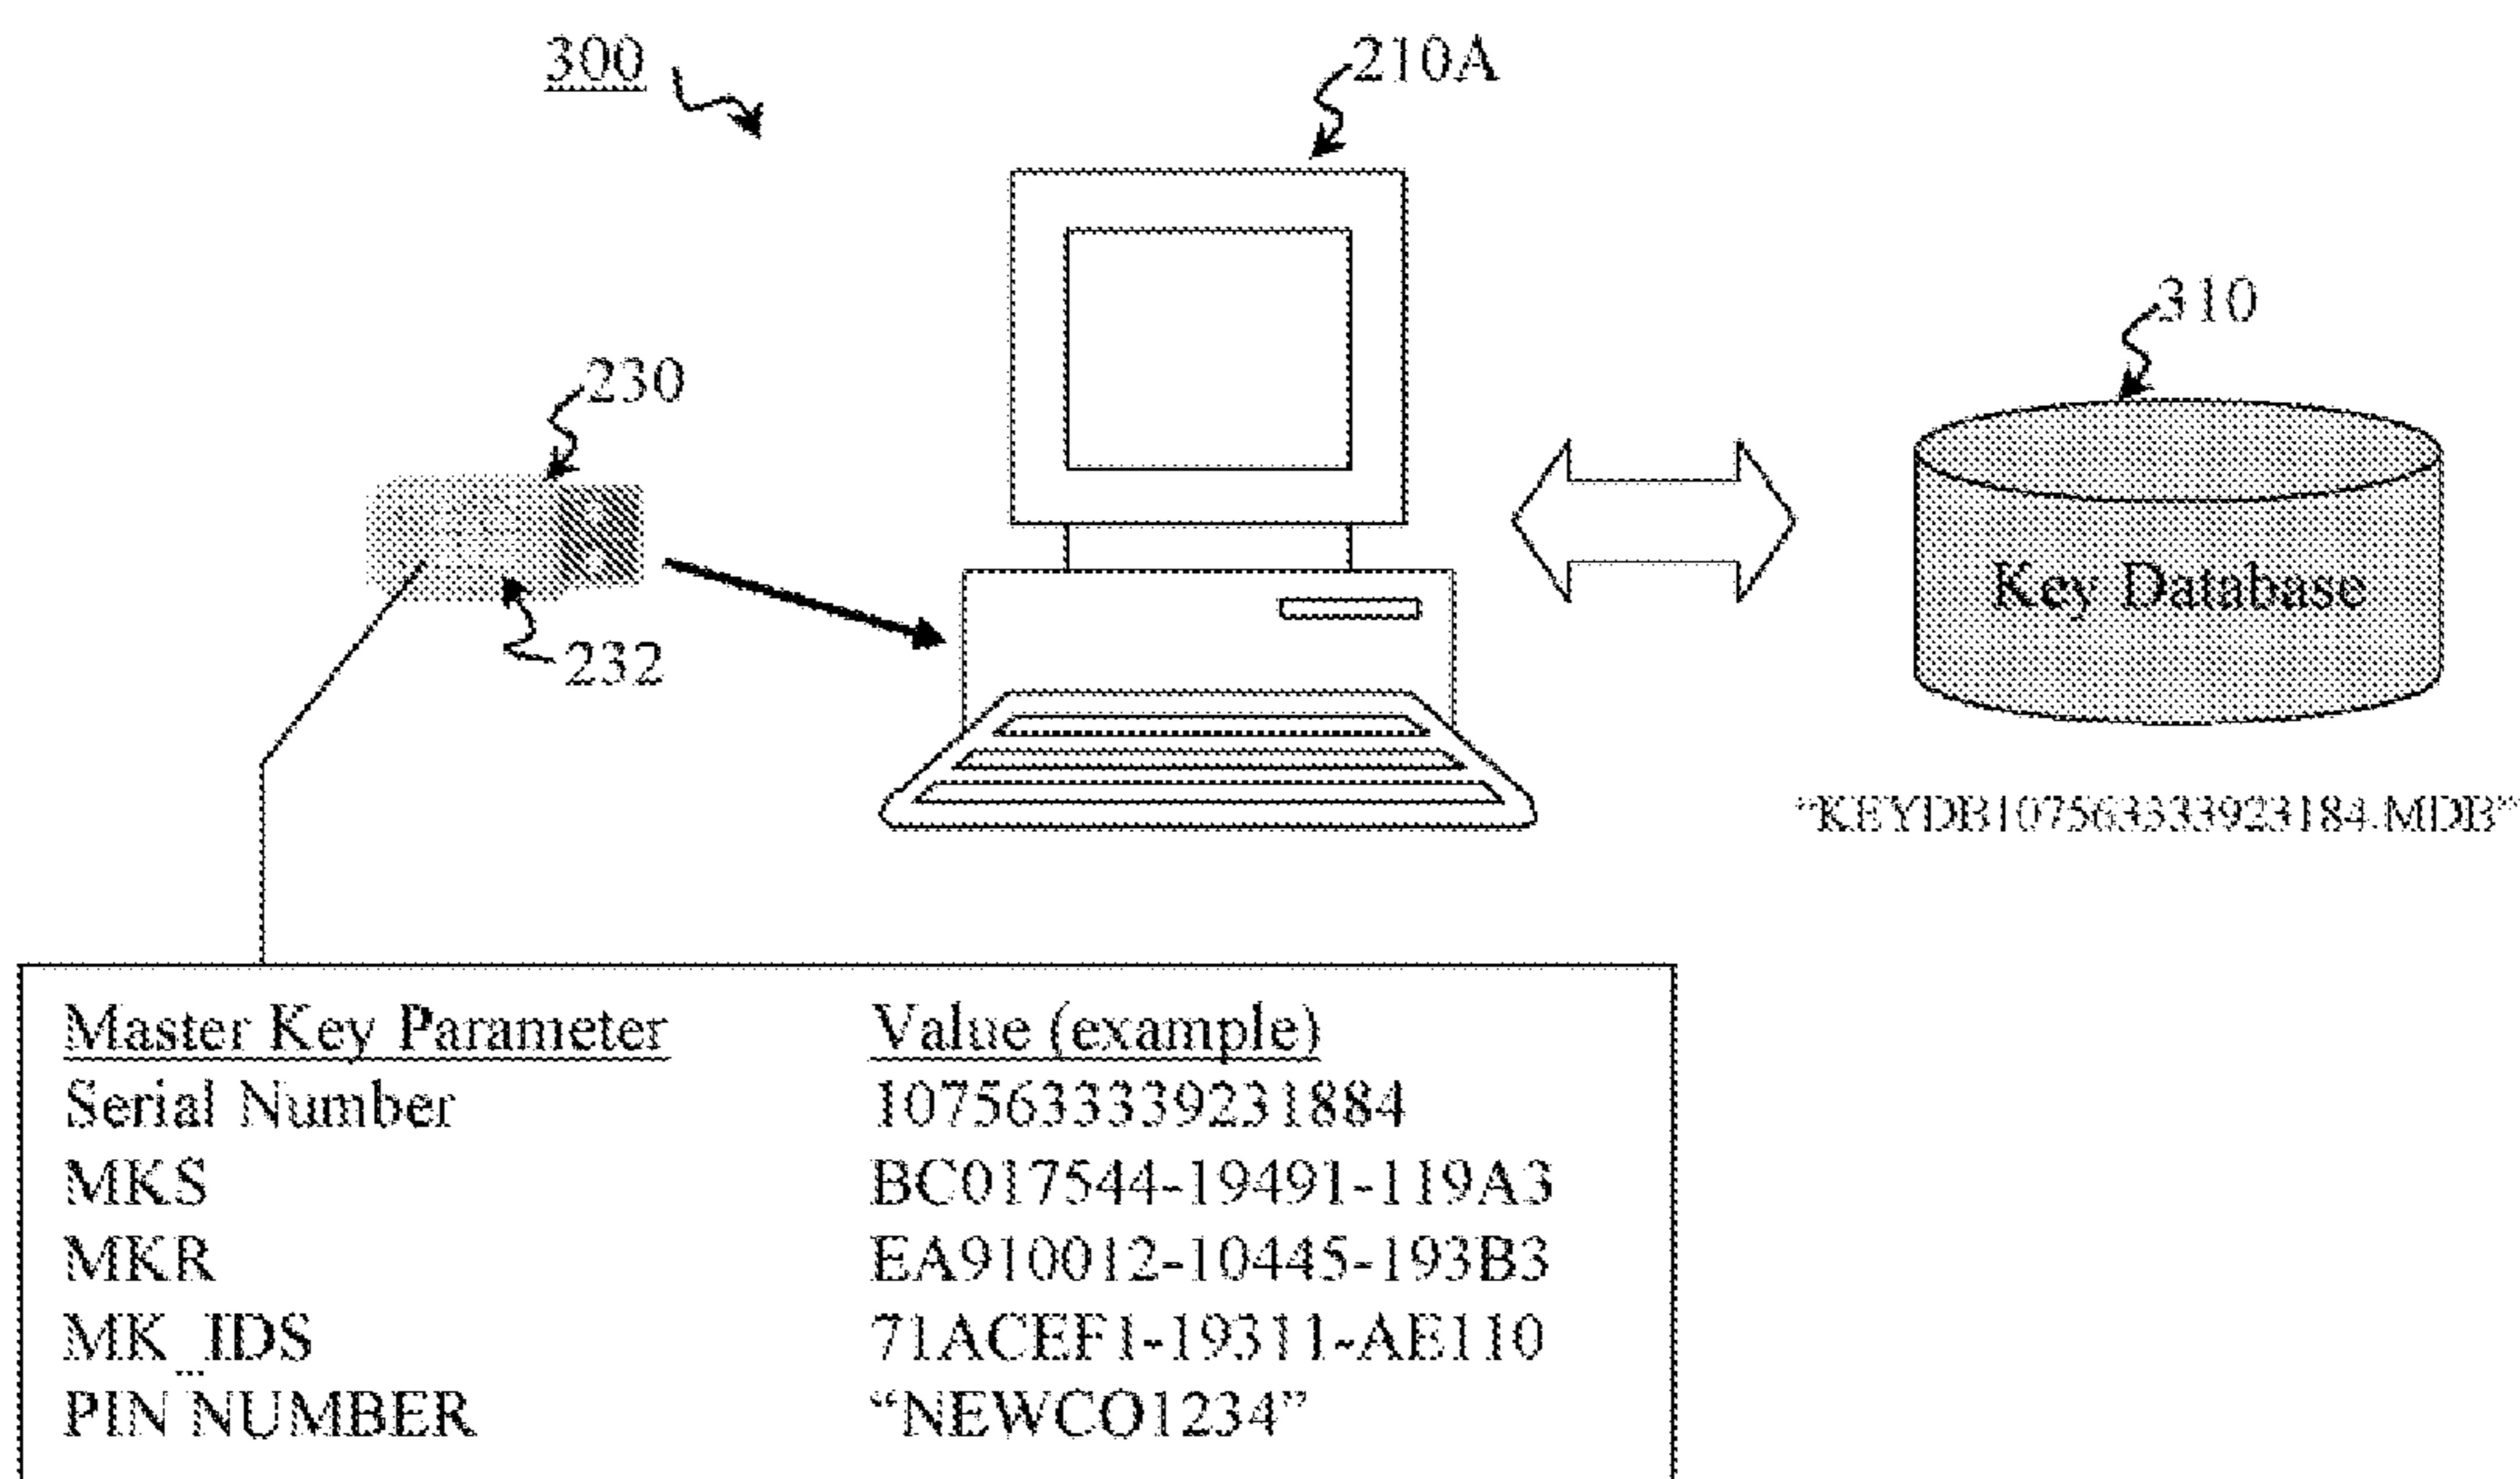 300
210A
310
230
232
Key Database
"KEYDB107563333923184.MDB"
Master Key Parameter Value (example)
Serial Number 1075633339231884
MKS BC017544-19491-119A3
MKR EA910012-10445-193B3
MK_IDS 71ACEF1-19311-AE110
PIN NUMBER “NEWCO1234”